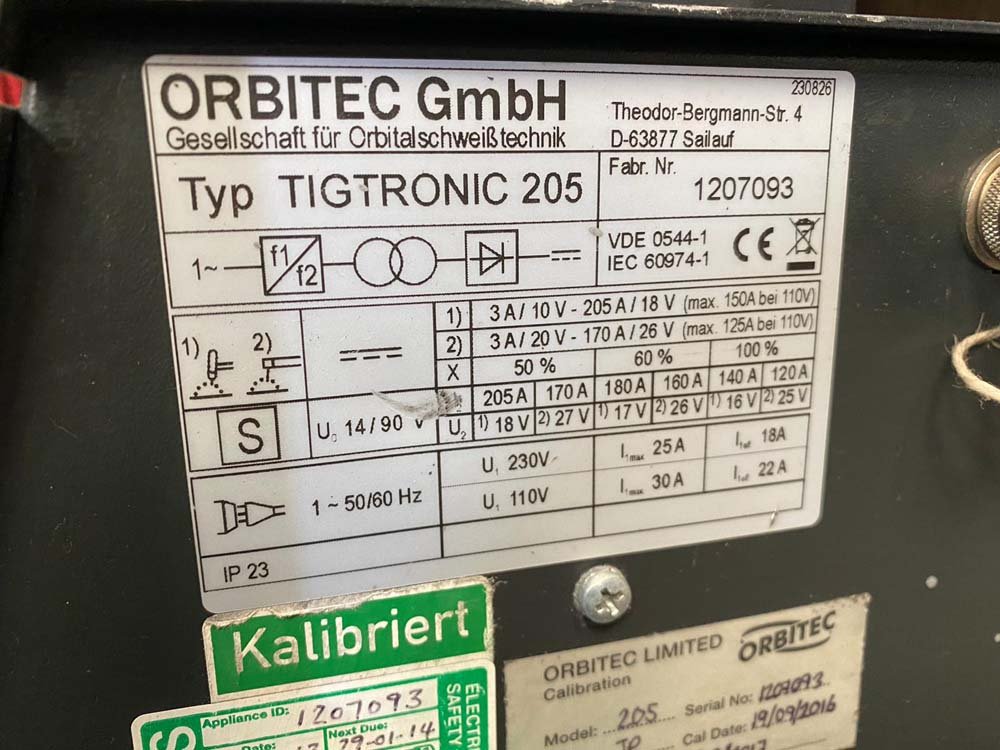 ORBITEC GmbH
230826
Gesellschaft für Orbitalschweißtechnik
Theodor-Bergmann-Str. 4
D-63877 Sailauf
Typ TIGTRONIC 205
Fabr. Nr.
1207093
1~ f1/f2
VDE 0544-1
IEC 60974-1
CE
1) 2)
1) 3 A / 10 V - 205 A / 18 V (max. 150A bei 110V)
2) 3 A / 20 V - 170 A / 26 V (max. 125A bei 110V)
X 50 % 60 % 100 %
205 A 170 A 180 A 160 A 140 A 120 A
S U0 14 / 90 V U2 1) 18 V 2) 27 V 1) 17 V 2) 26 V 1) 16 V 2) 25 V
1 ~ 50/60 Hz
U1 230V I1max 25 A I1eff 18A
U1 110V I1max 30 A I1eff 22 A
IP 23
Kalibriert
Appliance ID: 1207093
Next Due:
29-01-14
ELECTRI
SAFETY
ORBITEC LIMITED
ORBITEC
Calibration
Model: ...205.... Serial No: 1207093
Cal Date: 19/09/2016